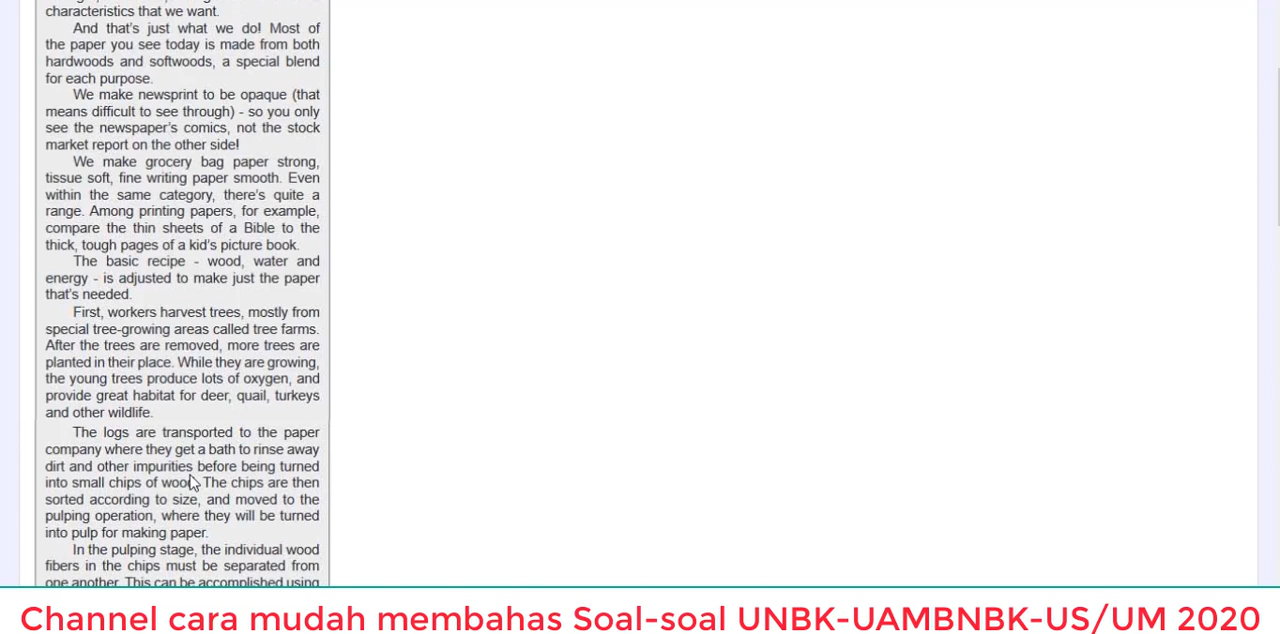 characteristics that we want.
And that's just what we do! Most of
the paper you see today is made from both
hardwoods and softwoods, a special blend
for each purpose.
We make newsprint to be opaque (that
means difficult to see through) - so you only
see the newspaper's comics, not the stock
market report on the other side!
We make grocery bag paper strong,
tissue soft, fine writing paper smooth. Even
within the same category, there's quite a
range. Among printing papers, for example,
compare the thin sheets of a Bible to the
thick, tough pages of a kid's picture book.
The basic recipe - wood, water and
energy - is adjusted to make just the paper
that's needed.
First, workers harvest trees, mostly from
special tree-growing areas called tree farms.
After the trees are removed, more trees are
planted in their place. While they are growing,
the young trees produce lots of oxygen, and
provide great habitat for deer, quail, turkeys
and other wildlife.
The logs are transported to the paper
company where they get a bath to rinse away
dirt and other impurities before being turned
into small chips of wood. The chips are then
sorted according to size, and moved to the
pulping operation, where they will be turned
into pulp for making paper.
In the pulping stage, the individual wood
fibers in the chips must be separated from
one another. This can be accomplished using
Channel cara mudah membahas Soal-soal UNBK-UAMBNBK-US/UM 2020